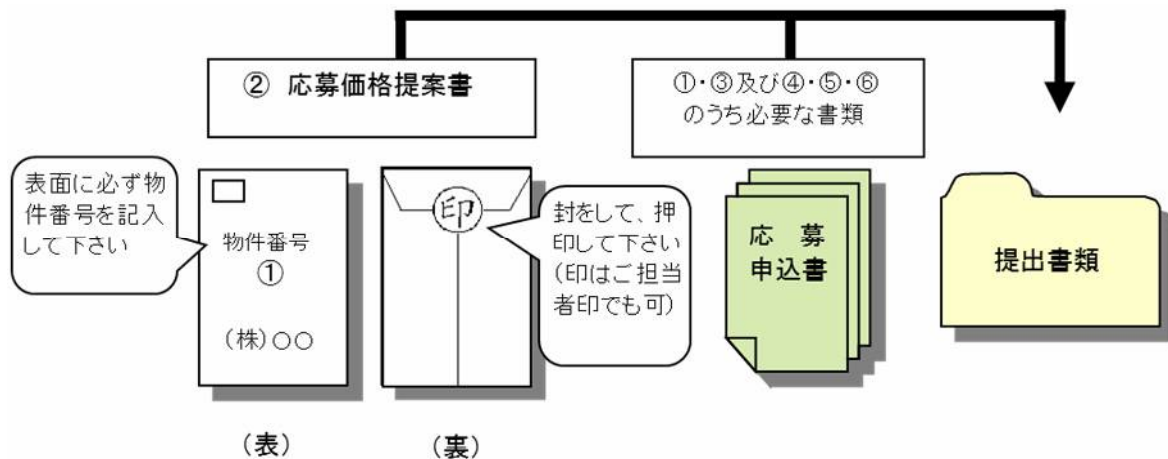 ② 応募価格提案書
①・③及び④・⑤・⑥
のうち必要な書類
表面に必ず物
件番号を記入
して下さい
物件番号
①
(株)○○
印
封をして、押
印して下さい
(印はご担当
者印でも可)
応　募
申込書
提出書類
(表)
(裏)